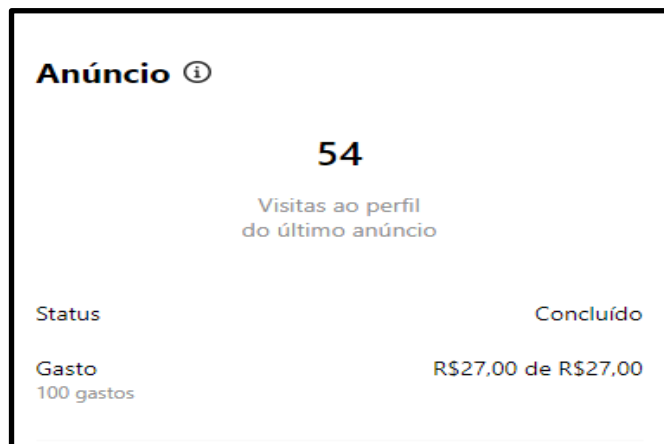 Anúncio
54
Visitas ao perfil
do último anúncio
Status Concluído
Gasto R$27,00 de R$27,00
100 gastos